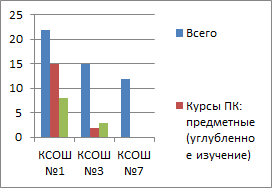 25
20
15
10
5
0
КСОШ №1
КСОШ №3
КСОШ №7
Всего
Курсы ПК:
предметные
(углубленно
е изучение)